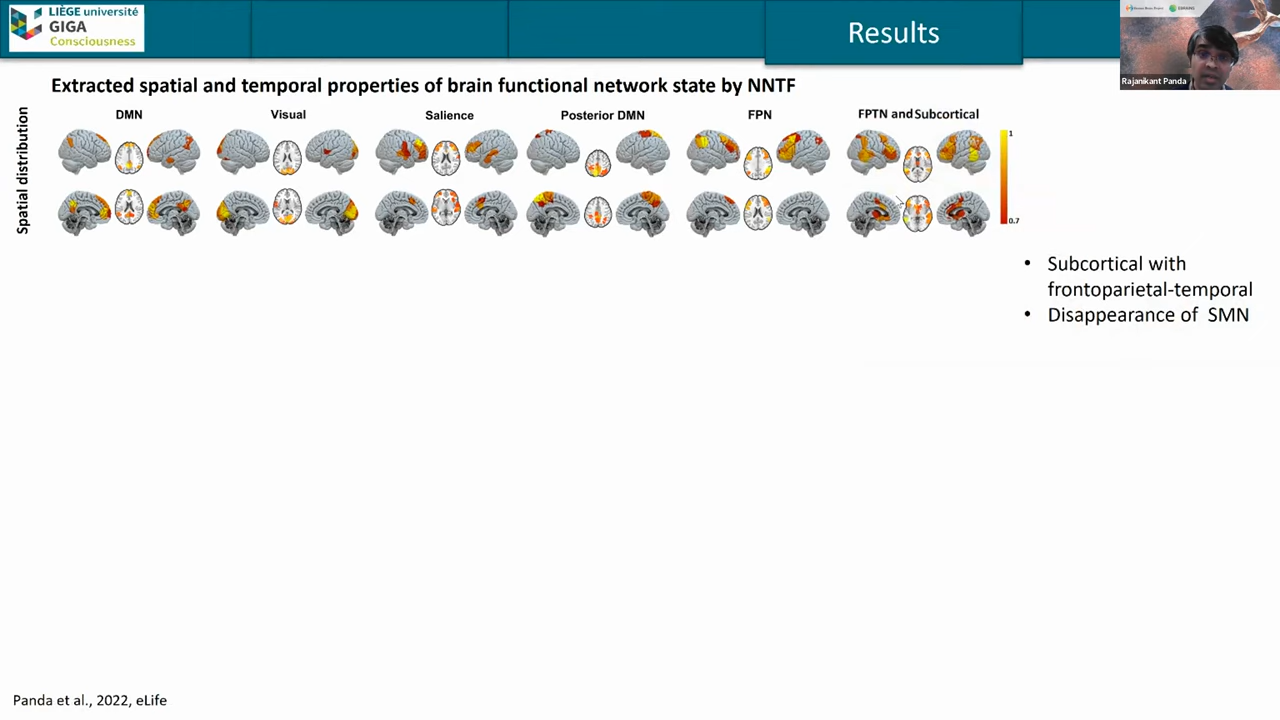 LIÈGE université
GIGA
Consciousness
Results
Rajanikant Panda
Extracted spatial and temporal properties of brain functional network state by NNTF
DMN
Visual
Salience
Posterior DMN
FPN
FPTN and Subcortical
Spatial distribution
1
0.7
• Subcortical with
frontoparietal-temporal
• Disappearance of SMN
Panda et al., 2022, eLife